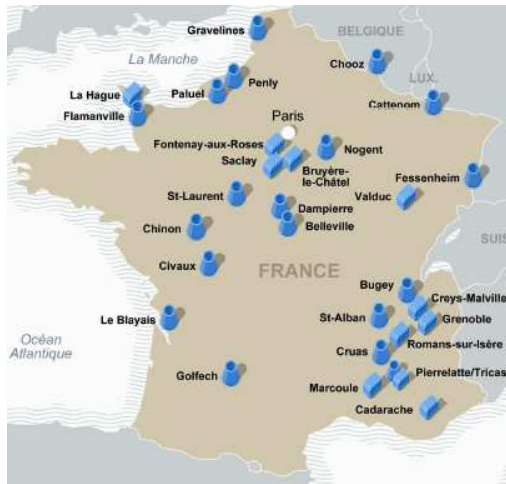 Gravelines
BELGIQUE
La Manche
Chooz
Penly
LUX.
La Hague
Paluel
Cattenom
Flamanville
Paris
Fontenay-aux-Roses
Nogent
Saclay
Bruyère-
le-Châtel
Fessenheim
St-Laurent
Valduc
Dampierre
Chinon
Belleville
SUIS
Civaux
FRANCE
Bugey
Creys-Malville
Le Blayais
St-Alban
Grenoble
Océan
Atlantique
Romans-sur-Isère
Cruas
Golfech
Pierrelatte/Tricas
Marcoule
Cadarache